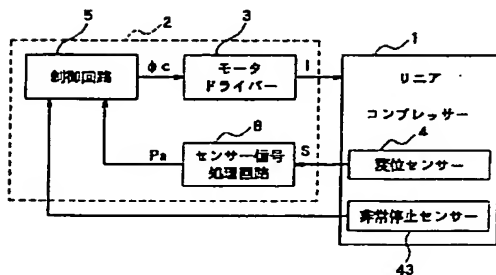 5
2
3
1
制御回路
φc
モータ
ドライバー
I
リニア
コンプレッサー
8
4
Pa
センサー信号
処理回路
S
変位センサー
非常停止センサー
43